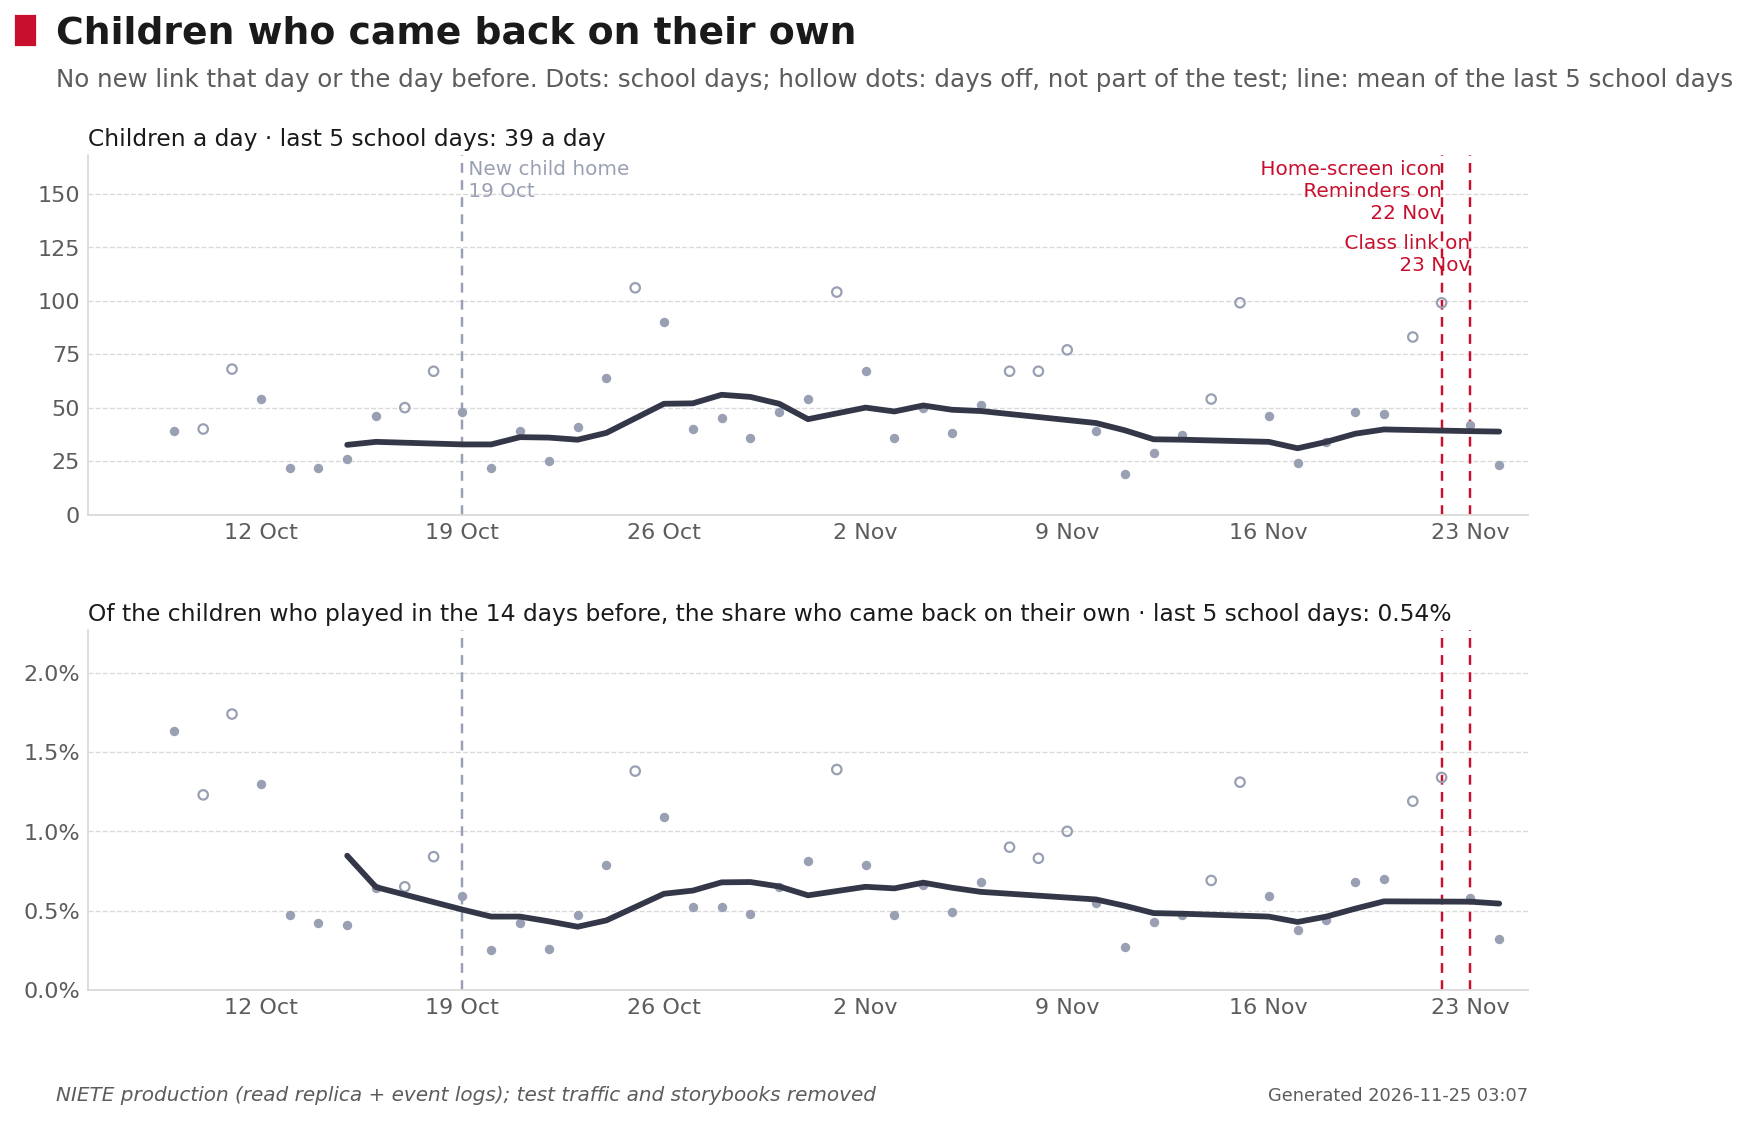 Children who came back on their own
No new link that day or the day before. Dots: school days; hollow dots: days off, not part of the test; line: mean of the last 5 school days
Children a day · last 5 school days: 39 a day
New child home
19 Oct
Home-screen icon
Reminders on
22 Nov
Class link on
23 Nov
150
125
100
75
50
25
0
12 Oct
19 Oct
26 Oct
2 Nov
9 Nov
16 Nov
23 Nov
Of the children who played in the 14 days before, the share who came back on their own · last 5 school days: 0.54%
2.0%
1.5%
1.0%
0.5%
0.0%
12 Oct
19 Oct
26 Oct
2 Nov
9 Nov
16 Nov
23 Nov
NIETE production (read replica + event logs); test traffic and storybooks removed
Generated 2026-11-25 03:07